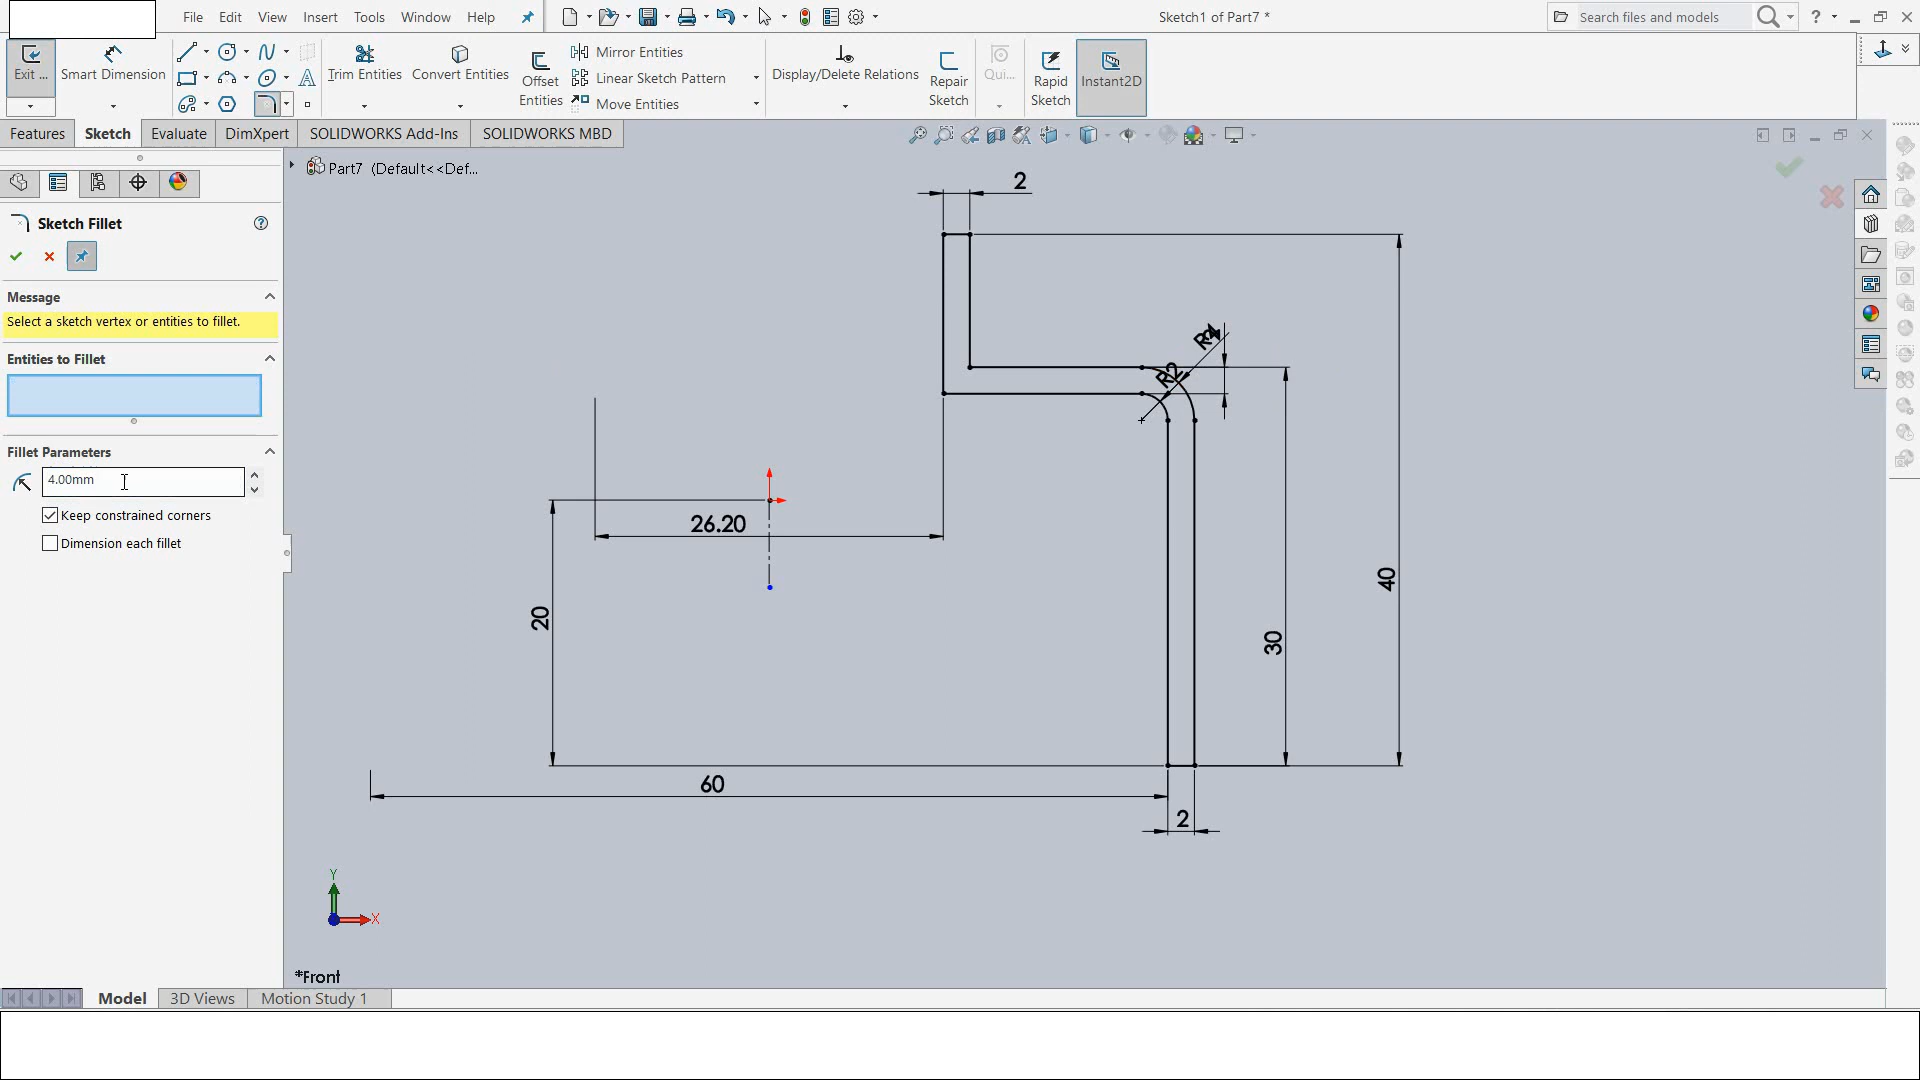 File Edit View Insert Tools Window Help
Sketch1 of Part7 *
Search files and models
Exit ...
Smart Dimension
Trim Entities
Convert Entities
Offset Entities
Mirror Entities
Linear Sketch Pattern
Move Entities
Display/Delete Relations
Repair Sketch
Qui...
Rapid Sketch
Instant2D
Features Sketch Evaluate DimXpert SOLIDWORKS Add-Ins SOLIDWORKS MBD
Part7 (Default<<Def...
Sketch Fillet
Message
Select a sketch vertex or entities to fillet.
Entities to Fillet
Fillet Parameters
4.00mm
Keep constrained corners
Dimension each fillet
2
R2
26.20
20
40
30
60
2
Y
X
*Front
Model 3D Views Motion Study 1